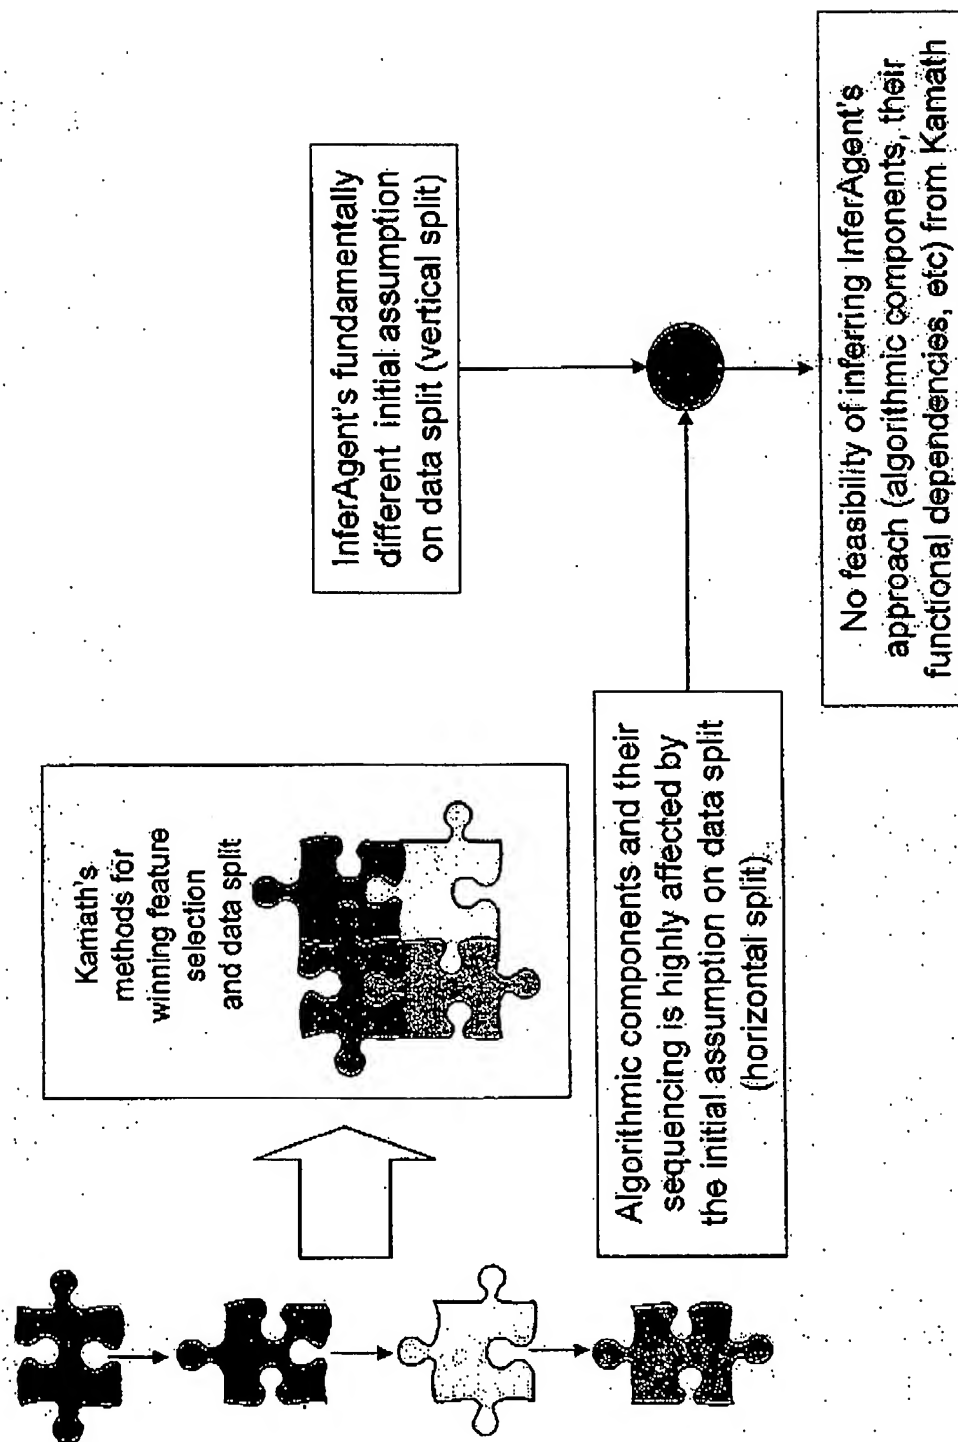 Kamath's
methods for
winning feature
selection
and data split
InferAgent's fundamentally
different initial assumption
on data split (vertical split)
Algorithmic components and their
sequencing is highly affected by
the initial assumption on data split
(horizontal split)
No feasibility of inferring InferAgent's
approach (algorithmic components, their
functional dependencies, etc) from Kamath